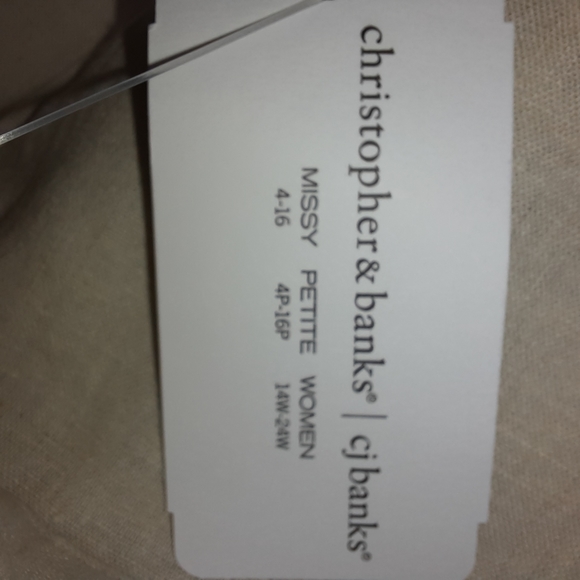 christopher & banks® | cj banks®
MISSY PETITE WOMEN
4-16 4P-16P 14W-24W